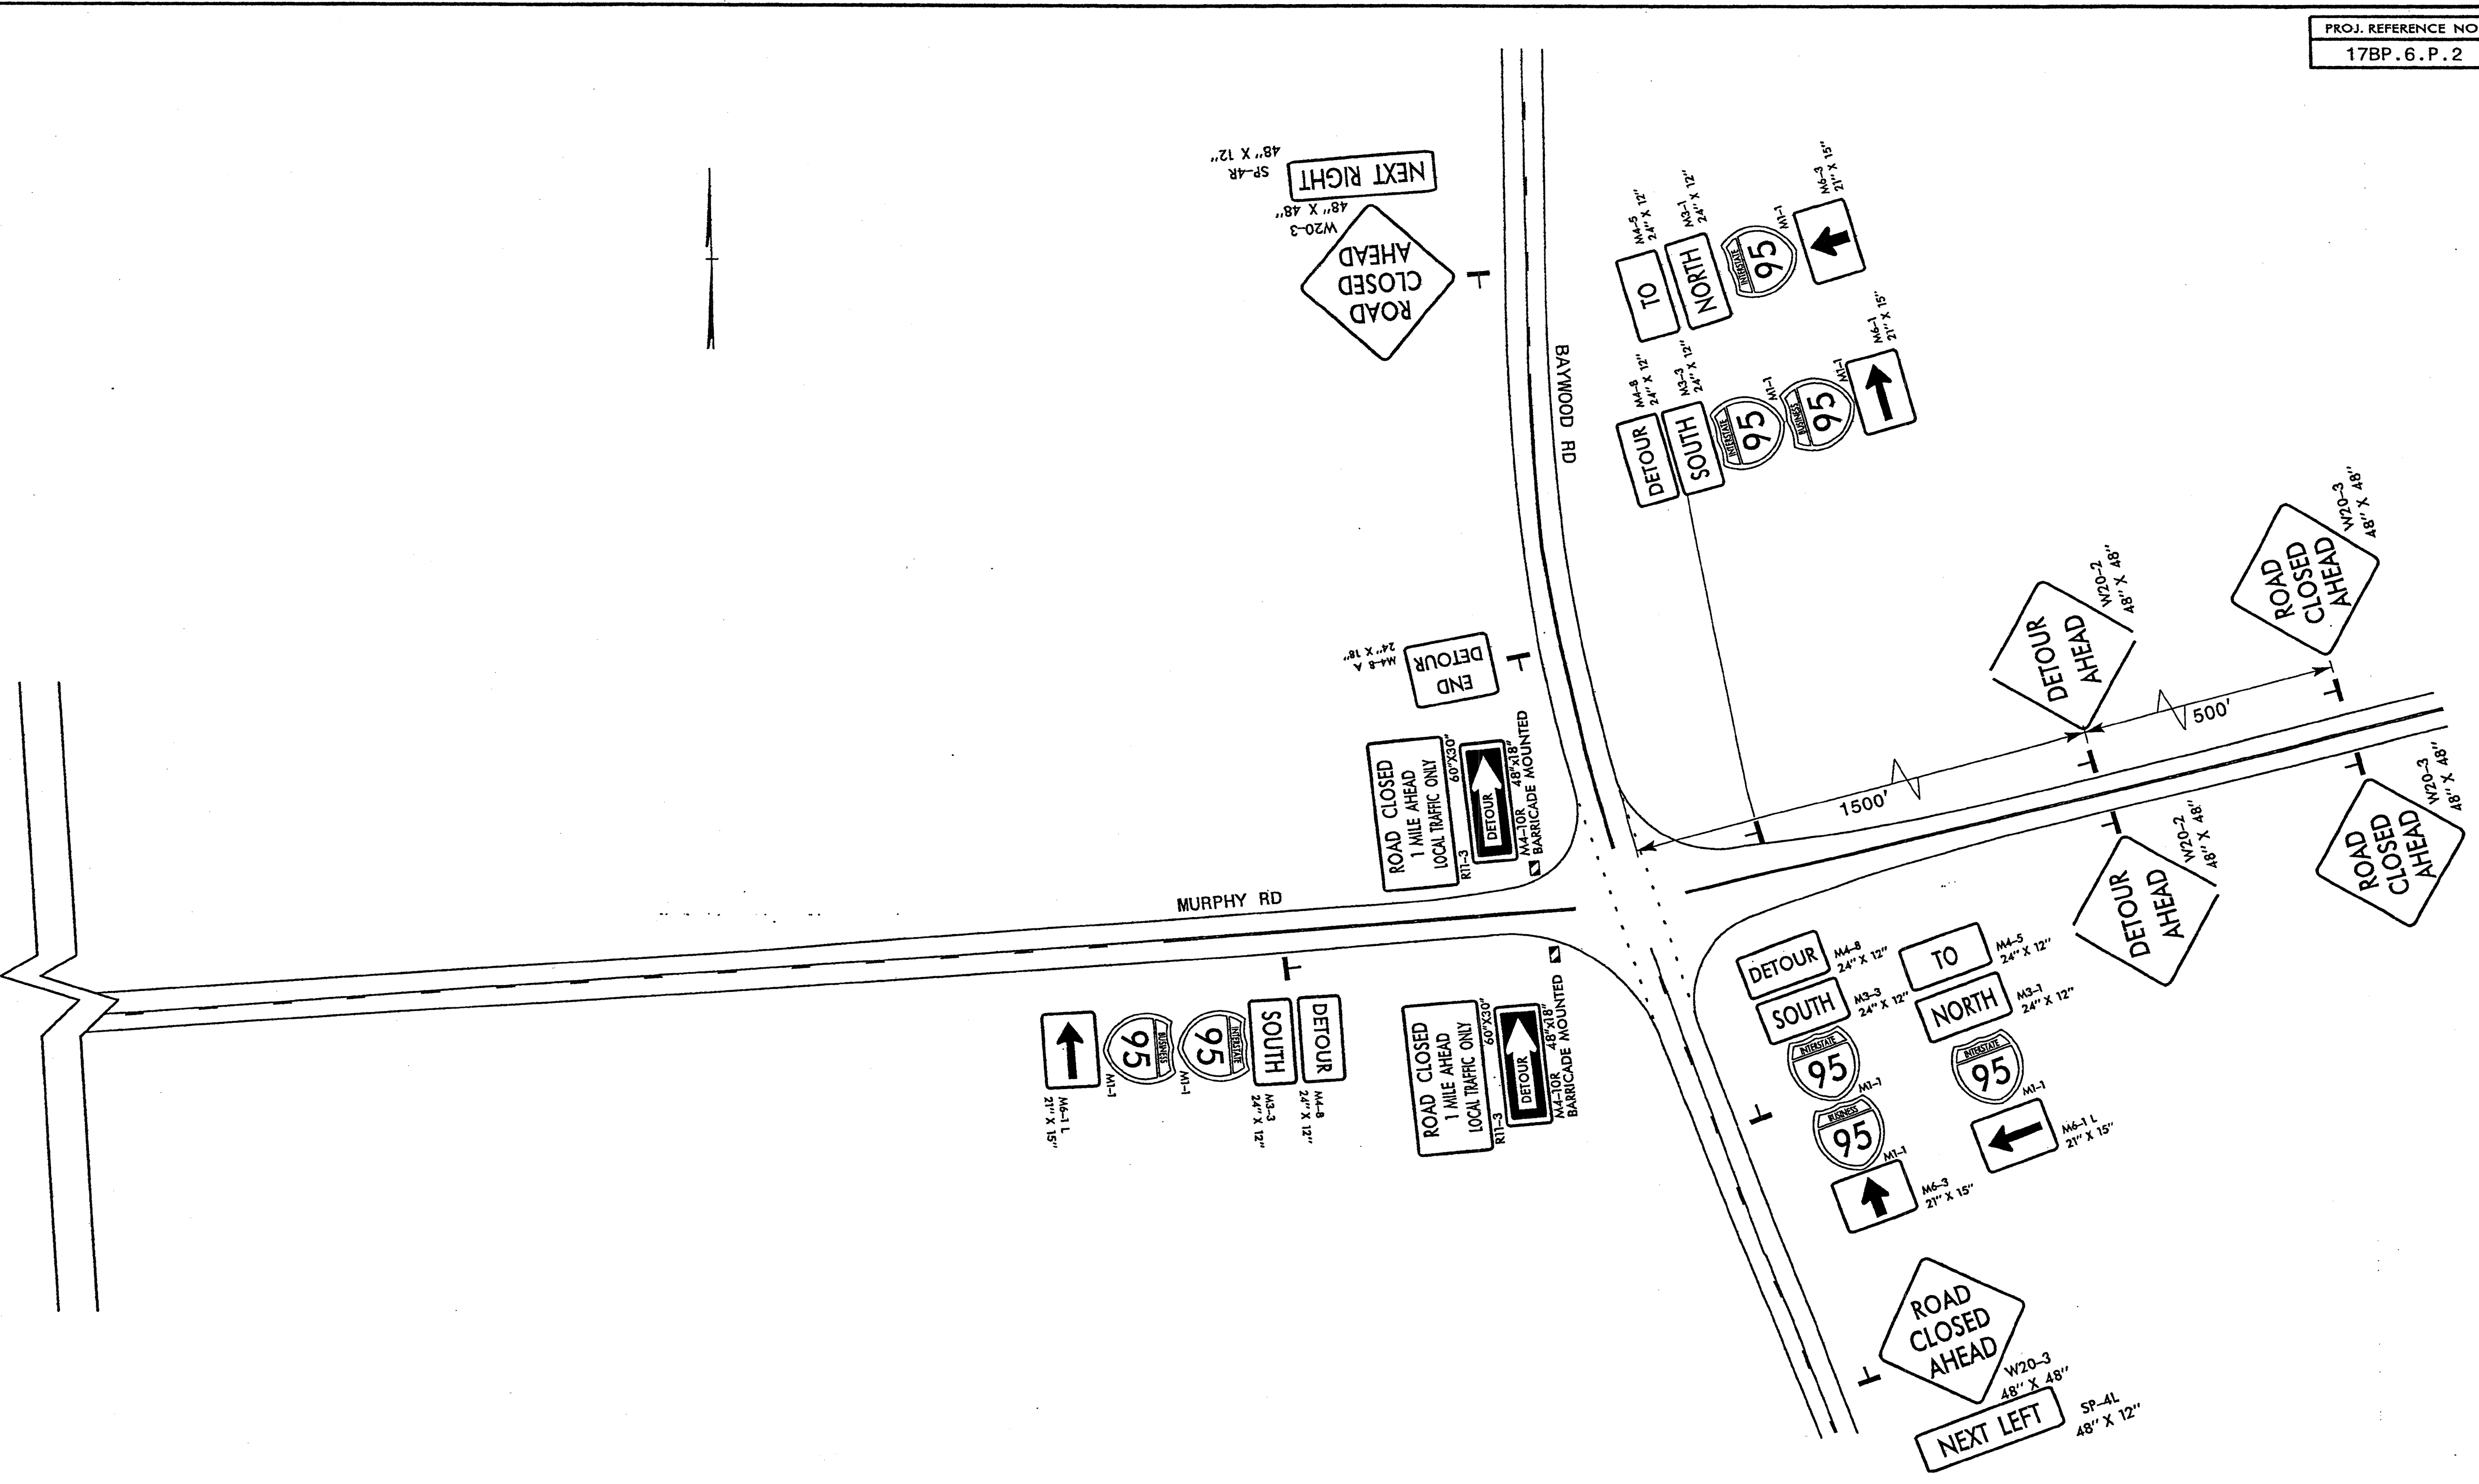 PROJ. REFERENCE NO
17BP.6.P.2
NEXT RIGHT
SP-4R
48" X 12"
ROAD
CLOSED
AHEAD
W20-3
48" X 48"
BAYWOOD RD
TO
M4-5
24" X 12"
NORTH
M3-1
24" X 12"
INTERSTATE
95
M1-1
M6-3
21" X 15"
DETOUR
M4-8
24" X 12"
SOUTH
M3-3
24" X 12"
INTERSTATE
95
M1-1
BUSINESS
95
M1-1
M6-1
21" X 15"
END
DETOUR
M4-8 A
24" X 18"
ROAD CLOSED
1 MILE AHEAD
LOCAL TRAFFIC ONLY
R11-3
60"X30"
DETOUR
M4-10R
48"x18"
BARRICADE MOUNTED
DETOUR
AHEAD
W20-2
48" X 48"
ROAD
CLOSED
AHEAD
W20-3
48" X 48"
1500'
500'
MURPHY RD
DETOUR
AHEAD
W20-2
48" X 48"
ROAD
CLOSED
AHEAD
W20-3
48" X 48"
DETOUR
M4-8
24" X 12"
SOUTH
M3-3
24" X 12"
INTERSTATE
95
M1-1
BUSINESS
95
M1-1
M6-1 L
21" X 15"
ROAD CLOSED
1 MILE AHEAD
LOCAL TRAFFIC ONLY
R11-3
60"X30"
DETOUR
M4-10R
48"x18"
BARRICADE MOUNTED
DETOUR
M4-8
24" X 12"
SOUTH
M3-3
24" X 12"
INTERSTATE
95
M1-1
BUSINESS
95
M1-1
M6-3
21" X 15"
TO
M4-5
24" X 12"
NORTH
M3-1
24" X 12"
INTERSTATE
95
M1-1
M6-1 L
21" X 15"
ROAD
CLOSED
AHEAD
W20-3
48" X 48"
NEXT LEFT
SP-4L
48" X 12"